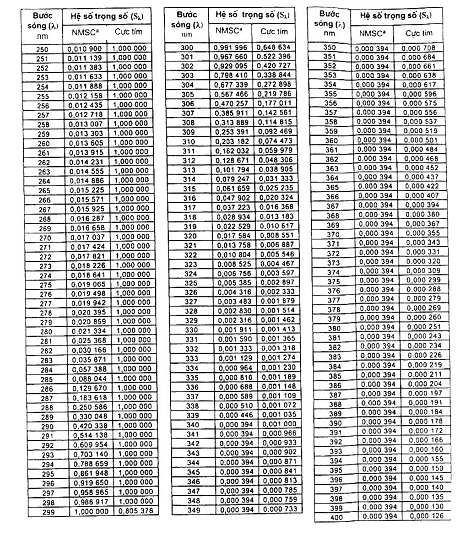 Bước sóng (λ) nm Hệ số trọng số (Sλ)
NMSC* Cực tím
250 0,010 900 1,000 000
251 0,011 139 1,000 000
252 0,011 383 1,000 000
253 0,011 633 1,000 000
254 0,011 888 1,000 000
255 0,012 158 1,000 000
256 0,012 435 1,000 000
257 0,012 718 1,000 000
258 0,013 007 1,000 000
259 0,013 303 1,000 000
260 0,013 605 1,000 000
261 0,013 915 1,000 000
262 0,014 231 1,000 000
263 0,014 555 1,000 000
264 0,014 886 1,000 000
265 0,015 225 1,000 000
266 0,015 571 1,000 000
267 0,015 925 1,000 000
268 0,016 287 1,000 000
269 0,016 658 1,000 000
270 0,017 037 1,000 000
271 0,017 424 1,000 000
272 0,017 821 1,000 000
273 0,018 226 1,000 000
274 0,018 641 1,000 000
275 0,019 065 1,000 000
276 0,019 498 1,000 000
277 0,019 942 1,000 000
278 0,020 395 1,000 000
279 0,020 859 1,000 000
280 0,021 334 1,000 000
281 0,025 368 1,000 000
282 0,030 166 1,000 000
283 0,035 871 1,000 000
284 0,057 388 1,000 000
285 0,088 044 1,000 000
286 0,129 670 1,000 000
287 0,183 618 1,000 000
288 0,250 586 1,000 000
289 0,330 048 1,000 000
290 0,420 338 1,000 000
291 0,514 138 1,000 000
292 0,609 954 1,000 000
293 0,703 140 1,000 000
294 0,788 659 1,000 000
295 0,861 948 1,000 000
296 0,919 650 1,000 000
297 0,958 965 1,000 000
298 0,988 917 1,000 000
299 1,000 000 0,805 378
Bước sóng (λ) nm Hệ số trọng số (Sλ)
NMSC* Cực tím
300 0,991 996 0,648 634
301 0,967 660 0,522 396
302 0,929 095 0,420 727
303 0,798 410 0,338 844
304 0,677 339 0,272 898
305 0,567 466 0,219 786
306 0,470 257 0,177 011
307 0,385 911 0,142 561
308 0,313 889 0,114 815
309 0,253 391 0,092 469
310 0,203 182 0,074 473
311 0,162 032 0,059 979
312 0,128 671 0,048 306
313 0,101 794 0,038 905
314 0,079 247 0,031 333
315 0,061 659 0,025 235
316 0,047 902 0,020 324
317 0,037 223 0,016 368
318 0,028 934 0,013 183
319 0,022 529 0,010 617
320 0,017 584 0,008 551
321 0,013 758 0,006 887
322 0,010 804 0,005 546
323 0,008 525 0,004 467
324 0,006 756 0,003 597
325 0,005 385 0,002 897
326 0,004 316 0,002 333
327 0,003 483 0,001 879
328 0,002 830 0,001 514
329 0,002 316 0,001 462
330 0,001 911 0,001 413
331 0,001 590 0,001 365
332 0,001 333 0,001 318
333 0,001 129 0,001 274
334 0,000 964 0,001 230
335 0,000 810 0,001 189
336 0,000 688 0,001 148
337 0,000 589 0,001 109
338 0,000 510 0,001 072
339 0,000 446 0,001 035
340 0,000 394 0,001 000
341 0,000 394 0,000 966
342 0,000 394 0,000 933
343 0,000 394 0,000 902
344 0,000 394 0,000 871
345 0,000 394 0,000 841
346 0,000 394 0,000 813
347 0,000 394 0,000 785
348 0,000 394 0,000 759
349 0,000 394 0,000 733
Bước sóng (λ) nm Hệ số trọng số (Sλ)
NMSC* Cực tím
350 0,000 394 0,000 708
351 0,000 394 0,000 684
352 0,000 394 0,000 661
353 0,000 394 0,000 638
354 0,000 394 0,000 617
355 0,000 394 0,000 596
356 0,000 394 0,000 575
357 0,000 394 0,000 556
358 0,000 394 0,000 537
359 0,000 394 0,000 519
360 0,000 394 0,000 501
361 0,000 394 0,000 484
362 0,000 394 0,000 468
363 0,000 394 0,000 452
364 0,000 394 0,000 437
365 0,000 394 0,000 422
366 0,000 394 0,000 407
367 0,000 394 0,000 394
368 0,000 394 0,000 380
369 0,000 394 0,000 367
370 0,000 394 0,000 355
371 0,000 394 0,000 343
372 0,000 394 0,000 331
373 0,000 394 0,000 320
374 0,000 394 0,000 309
375 0,000 394 0,000 299
376 0,000 394 0,000 288
377 0,000 394 0,000 279
378 0,000 394 0,000 269
379 0,000 394 0,000 260
380 0,000 394 0,000 251
381 0,000 394 0,000 243
382 0,000 394 0,000 234
383 0,000 394 0,000 226
384 0,000 394 0,000 219
385 0,000 394 0,000 211
386 0,000 394 0,000 204
387 0,000 394 0,000 197
388 0,000 394 0,000 191
389 0,000 394 0,000 184
390 0,000 394 0,000 178
391 0,000 394 0,000 172
392 0,000 394 0,000 166
393 0,000 394 0,000 160
394 0,000 394 0,000 155
395 0,000 394 0,000 150
396 0,000 394 0,000 145
397 0,000 394 0,000 140
398 0,000 394 0,000 135
399 0,000 394 0,000 130
400 0,000 394 0,000 126